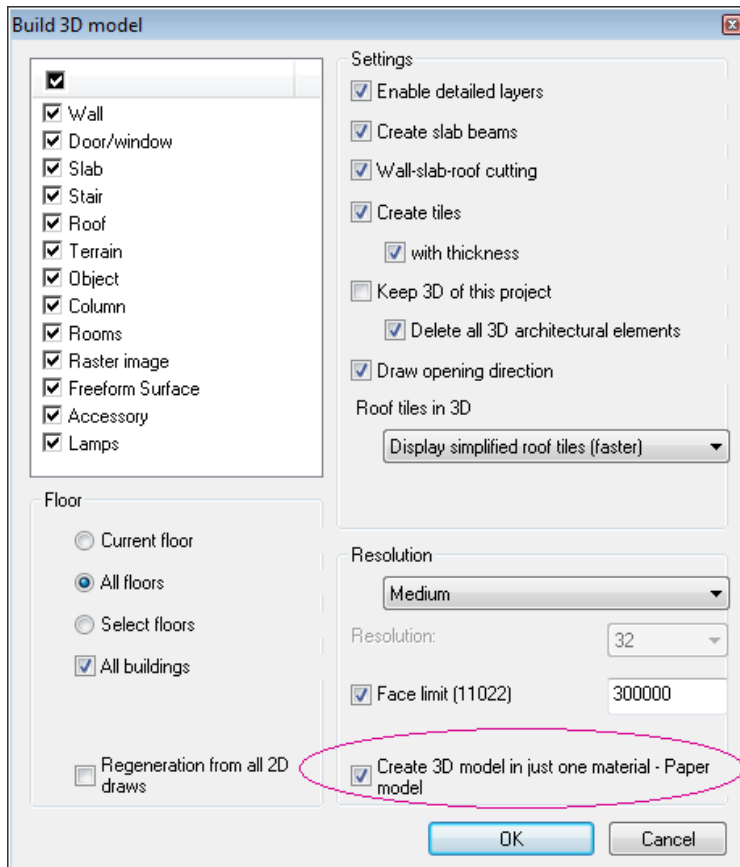 Build 3D model
Wall
Door/window
Slab
Stair
Roof
Terrain
Object
Column
Rooms
Raster image
Freeform Surface
Accessory
Lamps
Settings
Enable detailed layers
Create slab beams
Wall-slab-roof cutting
Create tiles
with thickness
Keep 3D of this project
Delete all 3D architectural elements
Draw opening direction
Roof tiles in 3D
Display simplified roof tiles (faster)
Floor
Current floor
All floors
Select floors
All buildings
Regeneration from all 2D
draws
Resolution
Medium
Resolution:
32
Face limit (11022)
300000
Create 3D model in just one material - Paper
model
OK
Cancel